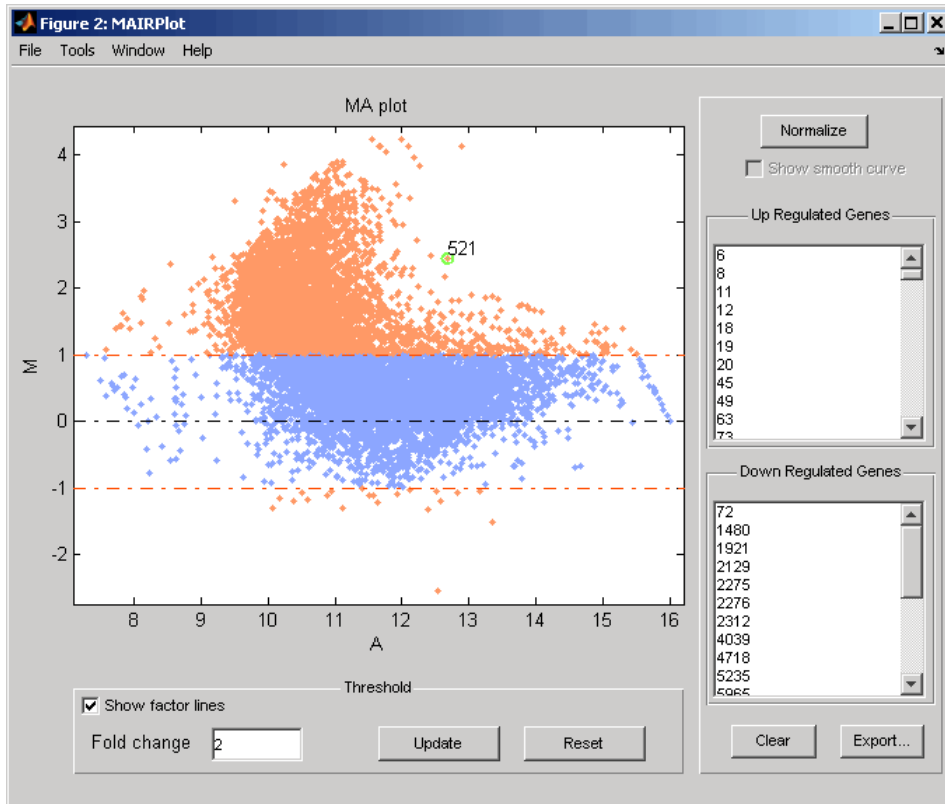 Figure 2: MAIRPlot
File Tools Window Help
MA plot
4
3
2
1
0
-1
-2
M
521
8 9 10 11 12 13 14 15 16
A
Threshold
Show factor lines
Fold change 2 Update Reset
Normalize
Show smooth curve
Up Regulated Genes
6
8
11
12
18
19
20
45
49
63
73
Down Regulated Genes
72
1480
1921
2129
2275
2276
2312
4039
4718
5235
5965
Clear Export...